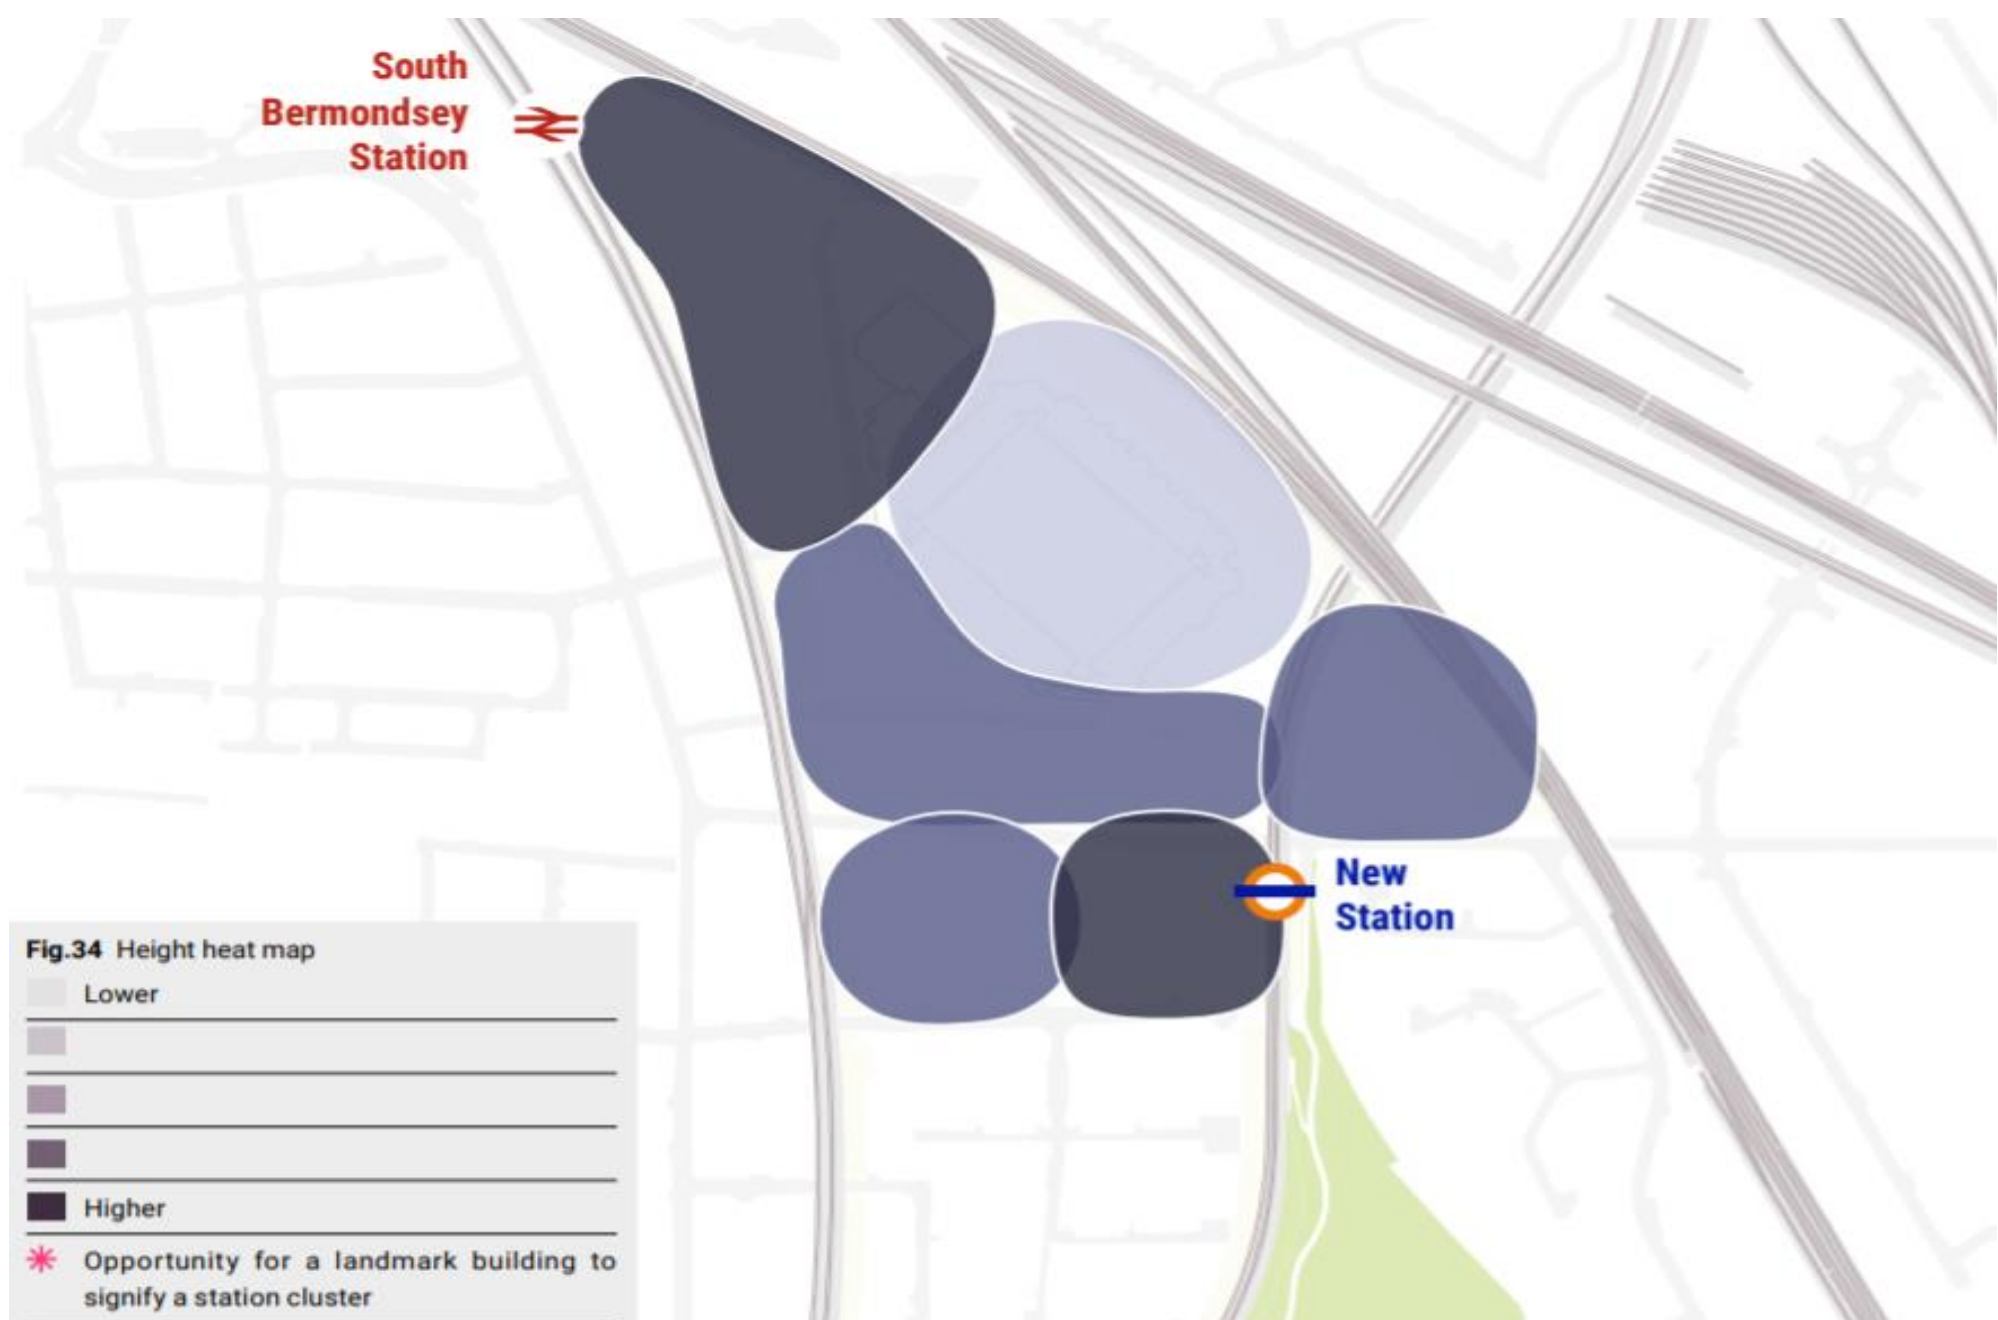 South
Bermondsey
Station
New
Station
Fig.34 Height heat map
Lower
Higher
Opportunity for a landmark building to
signify a station cluster